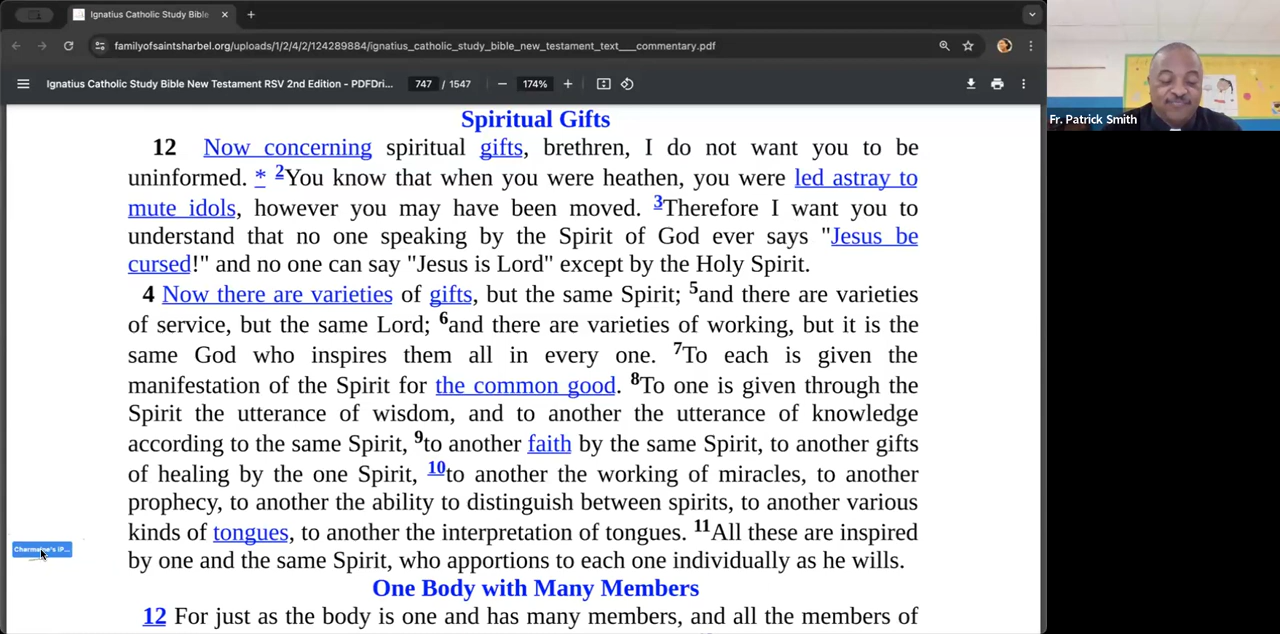 Ignatius Catholic Study Bible
familyofsaintsharbel.org/uploads/1/2/4/2/124289884/ignatius_catholic_study_bible_new_testament_text___commentary.pdf
Ignatius Catholic Study Bible New Testament RSV 2nd Edition - PDFDri... 747 / 1547 174%
Fr. Patrick Smith
Spiritual Gifts
12 Now concerning spiritual gifts, brethren, I do not want you to be
uninformed. * 2You know that when you were heathen, you were led astray to
mute idols, however you may have been moved. 3Therefore I want you to
understand that no one speaking by the Spirit of God ever says "Jesus be
cursed!" and no one can say "Jesus is Lord" except by the Holy Spirit.
4 Now there are varieties of gifts, but the same Spirit; 5and there are varieties
of service, but the same Lord; 6and there are varieties of working, but it is the
same God who inspires them all in every one. 7To each is given the
manifestation of the Spirit for the common good. 8To one is given through the
Spirit the utterance of wisdom, and to another the utterance of knowledge
according to the same Spirit, 9to another faith by the same Spirit, to another gifts
of healing by the one Spirit, 10to another the working of miracles, to another
prophecy, to another the ability to distinguish between spirits, to another various
kinds of tongues, to another the interpretation of tongues. 11All these are inspired
by one and the same Spirit, who apportions to each one individually as he wills.
One Body with Many Members
12 For just as the body is one and has many members, and all the members of